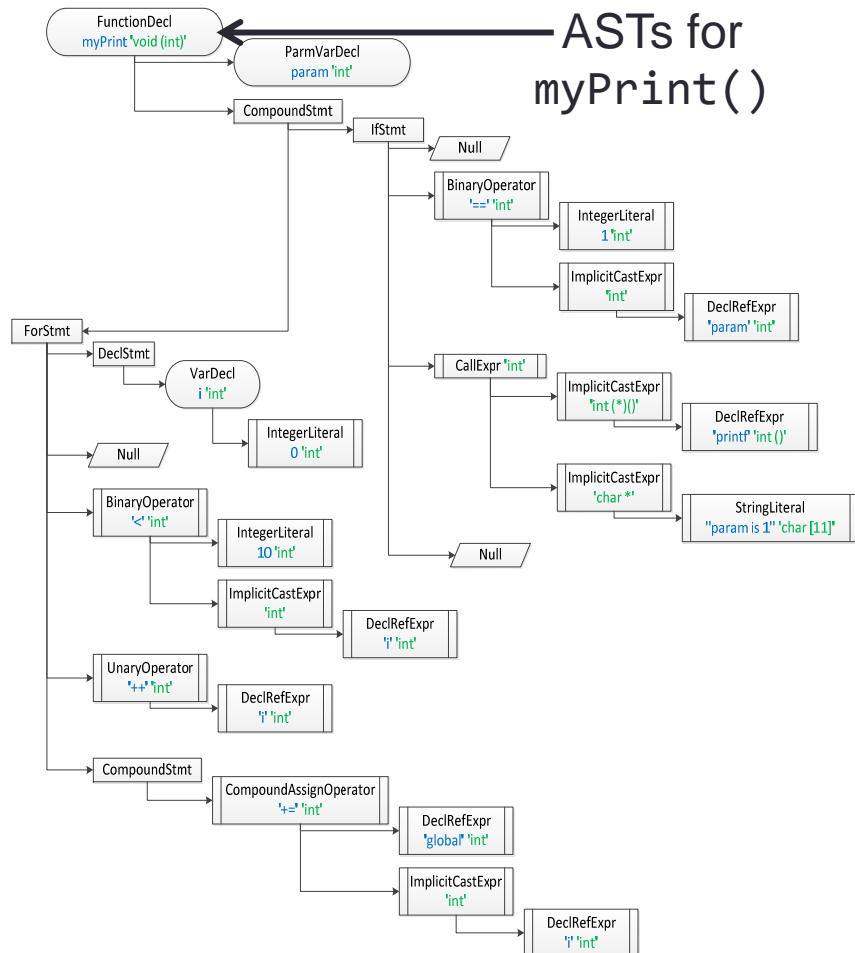 FunctionDecl
myPrint 'void (int)'
ASTs for
myPrint()
ParmVarDecl
param 'int'
CompoundStmt
IfStmt
Null
BinaryOperator
'==' 'int'
IntegerLiteral
1 'int'
ImplicitCastExpr
'int'
DeclRefExpr
'param' 'int'
CallExpr 'int'
ImplicitCastExpr
'int (*)()'
DeclRefExpr
'printf' 'int ()'
ImplicitCastExpr
'char *'
StringLiteral
"param is 1" 'char [11]'
Null
ForStmt
DeclStmt
VarDecl
i 'int'
IntegerLiteral
0 'int'
Null
BinaryOperator
'<' 'int'
IntegerLiteral
10 'int'
ImplicitCastExpr
'int'
DeclRefExpr
'i' 'int'
UnaryOperator
'++' 'int'
DeclRefExpr
'i' 'int'
CompoundStmt
CompoundAssignOperator
'+=' 'int'
DeclRefExpr
'global' 'int'
ImplicitCastExpr
'int'
DeclRefExpr
'i' 'int'